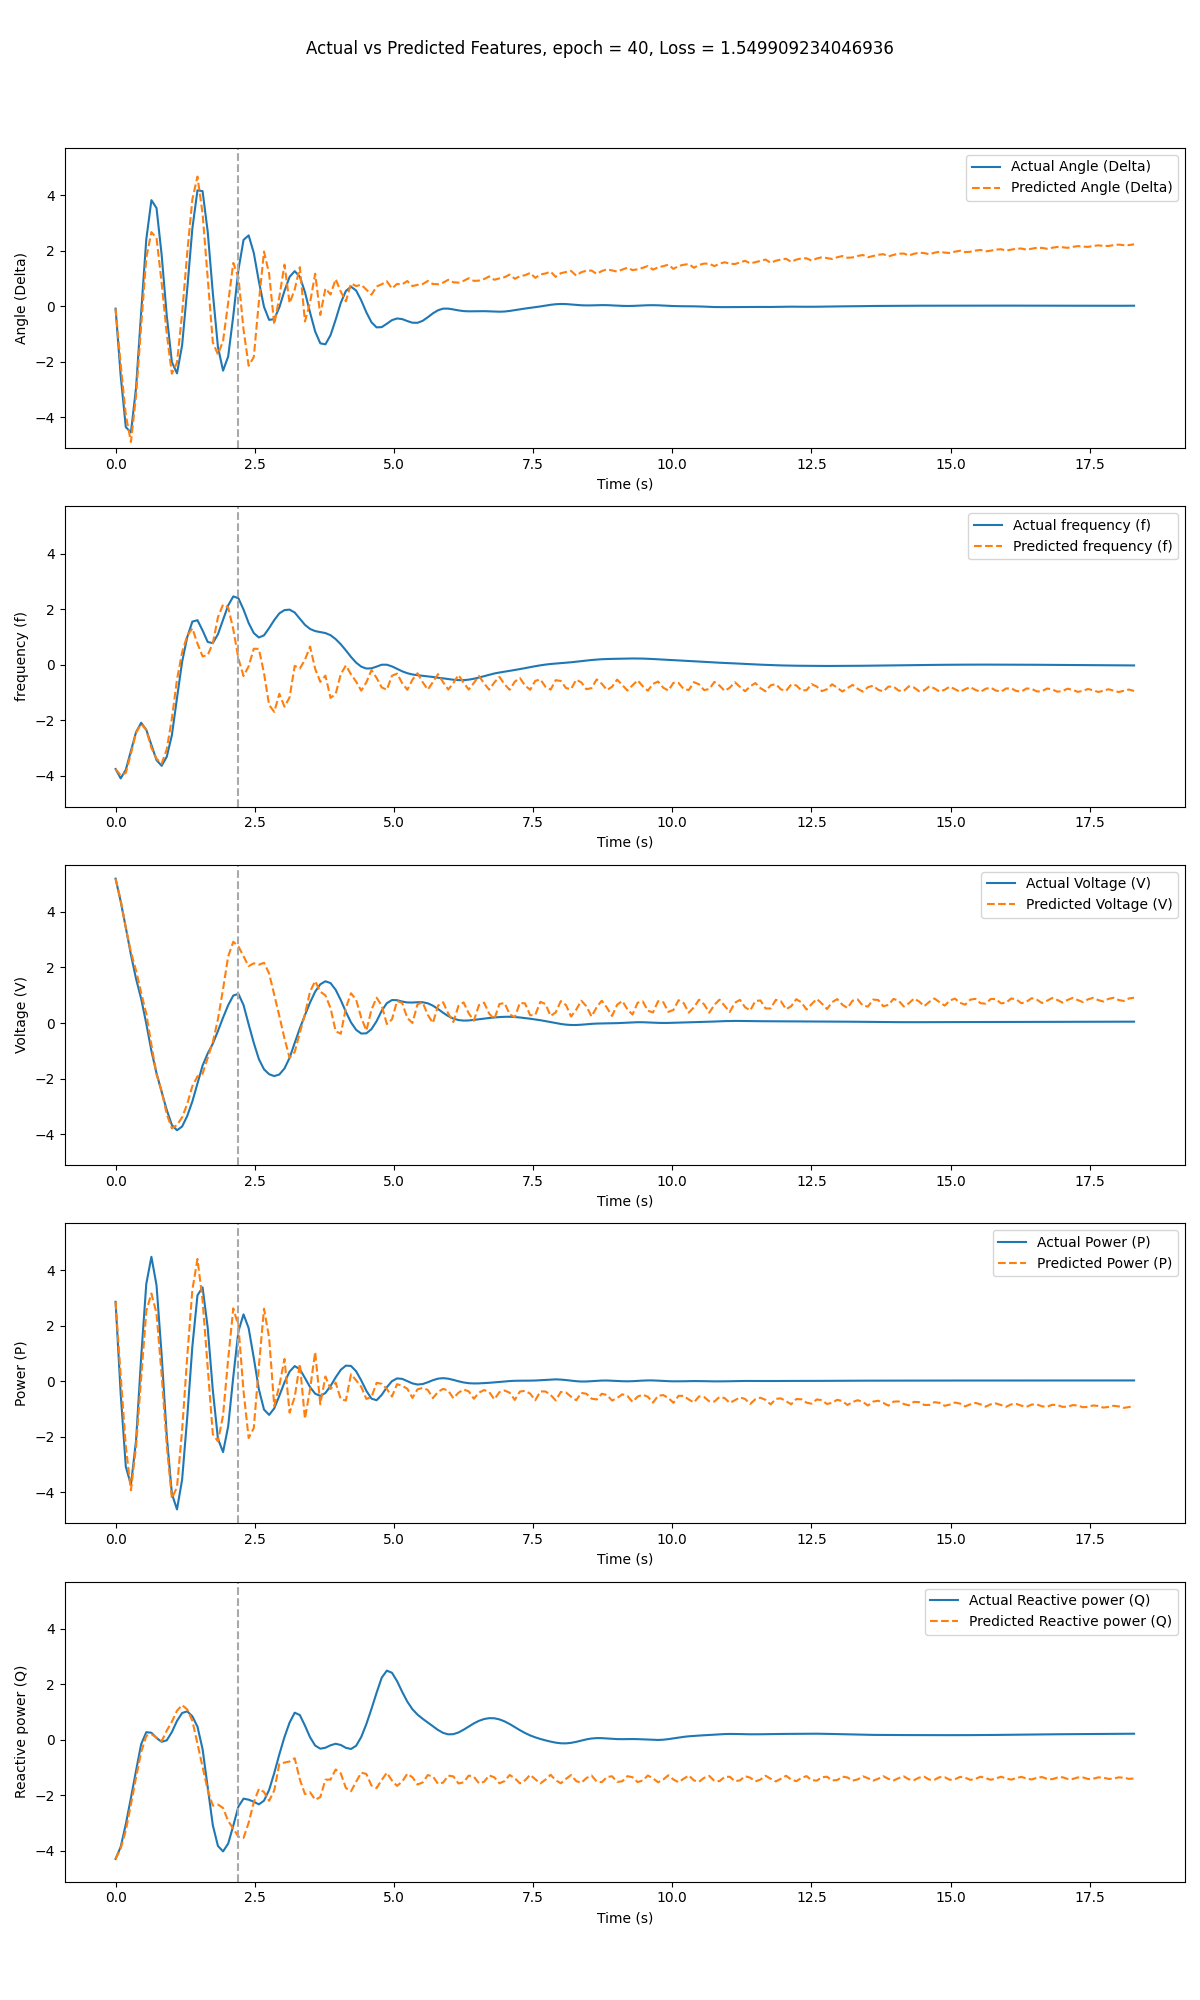 Actual vs Predicted Features, epoch = 40, Loss = 1.549909234046936
Actual Angle (Delta)
Predicted Angle (Delta)
Angle (Delta)
4
2
0
−2
−4
0.0 2.5 5.0 7.5 10.0 12.5 15.0 17.5
Time (s)
Actual frequency (f)
Predicted frequency (f)
frequency (f)
4
2
0
−2
−4
0.0 2.5 5.0 7.5 10.0 12.5 15.0 17.5
Time (s)
Actual Voltage (V)
Predicted Voltage (V)
Voltage (V)
4
2
0
−2
−4
0.0 2.5 5.0 7.5 10.0 12.5 15.0 17.5
Time (s)
Actual Power (P)
Predicted Power (P)
Power (P)
4
2
0
−2
−4
0.0 2.5 5.0 7.5 10.0 12.5 15.0 17.5
Time (s)
Actual Reactive power (Q)
Predicted Reactive power (Q)
Reactive power (Q)
4
2
0
−2
−4
0.0 2.5 5.0 7.5 10.0 12.5 15.0 17.5
Time (s)